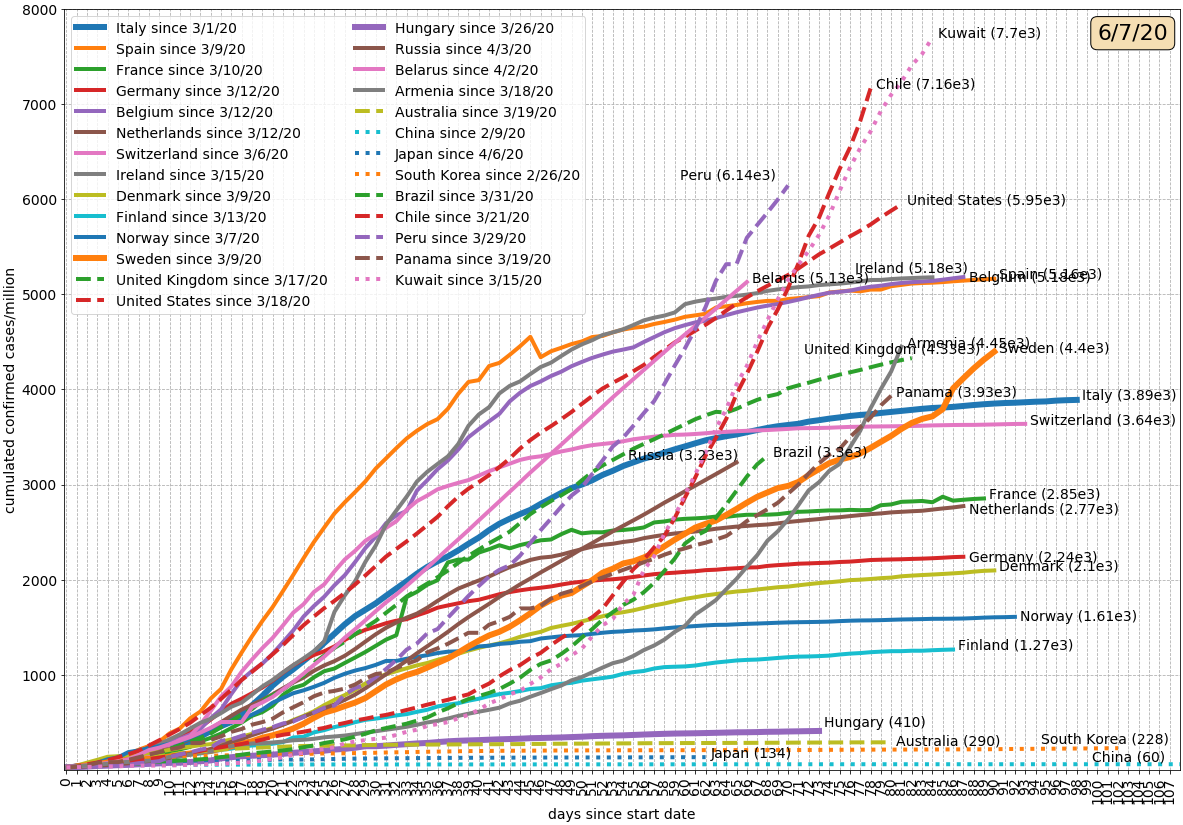 8000
7000
6000
5000
4000
3000
2000
1000
cumulated confirmed cases/million
Italy since 3/1/20
Spain since 3/9/20
France since 3/10/20
Germany since 3/12/20
Belgium since 3/12/20
Netherlands since 3/12/20
Switzerland since 3/6/20
Ireland since 3/15/20
Denmark since 3/9/20
Finland since 3/13/20
Norway since 3/7/20
Sweden since 3/9/20
United Kingdom since 3/17/20
United States since 3/18/20
Hungary since 3/26/20
Russia since 4/3/20
Belarus since 4/2/20
Armenia since 3/18/20
Australia since 3/19/20
China since 2/9/20
Japan since 4/6/20
South Korea since 2/26/20
Brazil since 3/31/20
Chile since 3/21/20
Peru since 3/29/20
Panama since 3/19/20
Kuwait since 3/15/20
6/7/20
Kuwait (7.7e3)
Chile (7.16e3)
Peru (6.14e3)
United States (5.95e3)
Ireland (5.18e3)
Spain (5.16e3)
Belarus (5.13e3)
Belgium (5.18e3)
Armenia (4.45e3)
United Kingdom (4.33e3)
Sweden (4.4e3)
Panama (3.93e3)
Italy (3.89e3)
Switzerland (3.64e3)
Russia (3.23e3)
Brazil (3.3e3)
France (2.85e3)
Netherlands (2.77e3)
Germany (2.24e3)
Denmark (2.1e3)
Norway (1.61e3)
Finland (1.27e3)
Hungary (410)
Australia (290)
South Korea (228)
Japan (134)
China (60)
days since start date